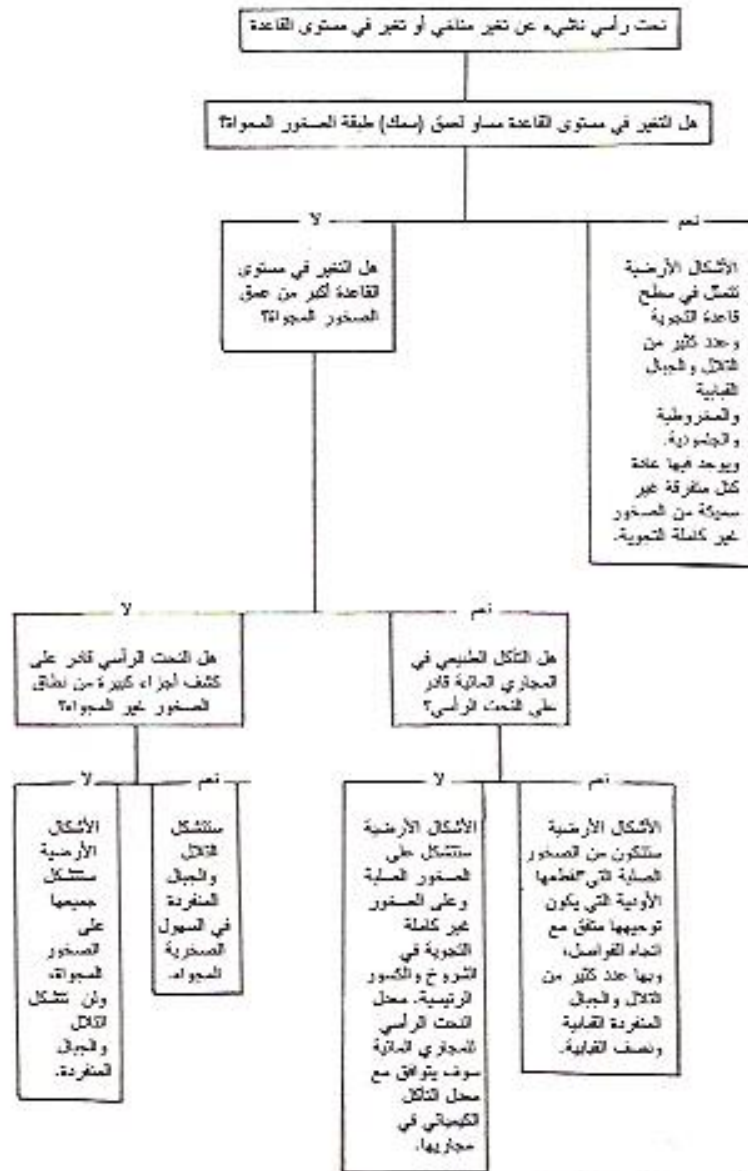 نحت رأسي ناشيء عن تغير مناخي أو تغير في مستوى القاعدة
هل التغير في مستوى القاعدة مساو لعمق (سمك) طبقة الصخور المجواة؟
نعم
الأشكال الأرضية
تتمثل في سطح
قاعدة التجوية
وعدد كثير من
التلال والجبال
القبابية
والمخروطية
والجلمودية.
ويوجد فيها عادة
كتل متفرقة غير
سميكة من الصخور
غير كاملة التجوية.
لا
هل التغير في مستوى
القاعدة أكبر من عمق
الصخور المجواة؟
نعم
هل التأكل الطبيعي في
المجاري المائية قادر
على النحت الرأسي؟
لا
هل النحت الرأسي قادر على
كشف أجزاء كبيرة من نطاق
الصخور غير المجواة؟
نعم
الأشكال الأرضية
ستتكون من الصخور
الصلبة التي تقطعها
الأودية التي يكون
توجيهها متفق مع
اتجاه الفواصل،
وبها عدد كثير من
التلال والجبال
المنفردة القبابية
ونصف القبابية.
لا
الأشكال الأرضية
ستتشكل على
الصخور الصلبة
وعلى الصخور
غير كاملة
التجوية في
الشروخ والكسور
الرئيسية. معدل
النحت الرأسي
للمجاري المائية
سوف يتوافق مع
معدل التأكل
الكيميائي في
مجاريها.
نعم
ستتشكل
التلال
والجبال
المنفردة
في السهول
الصخرية
المجواه.
لا
الأشكال
الأرضية
ستتشكل
جميعها
على
الصخور
المجواة،
ولن تتشكل
التلال
والجبال
المنفردة.